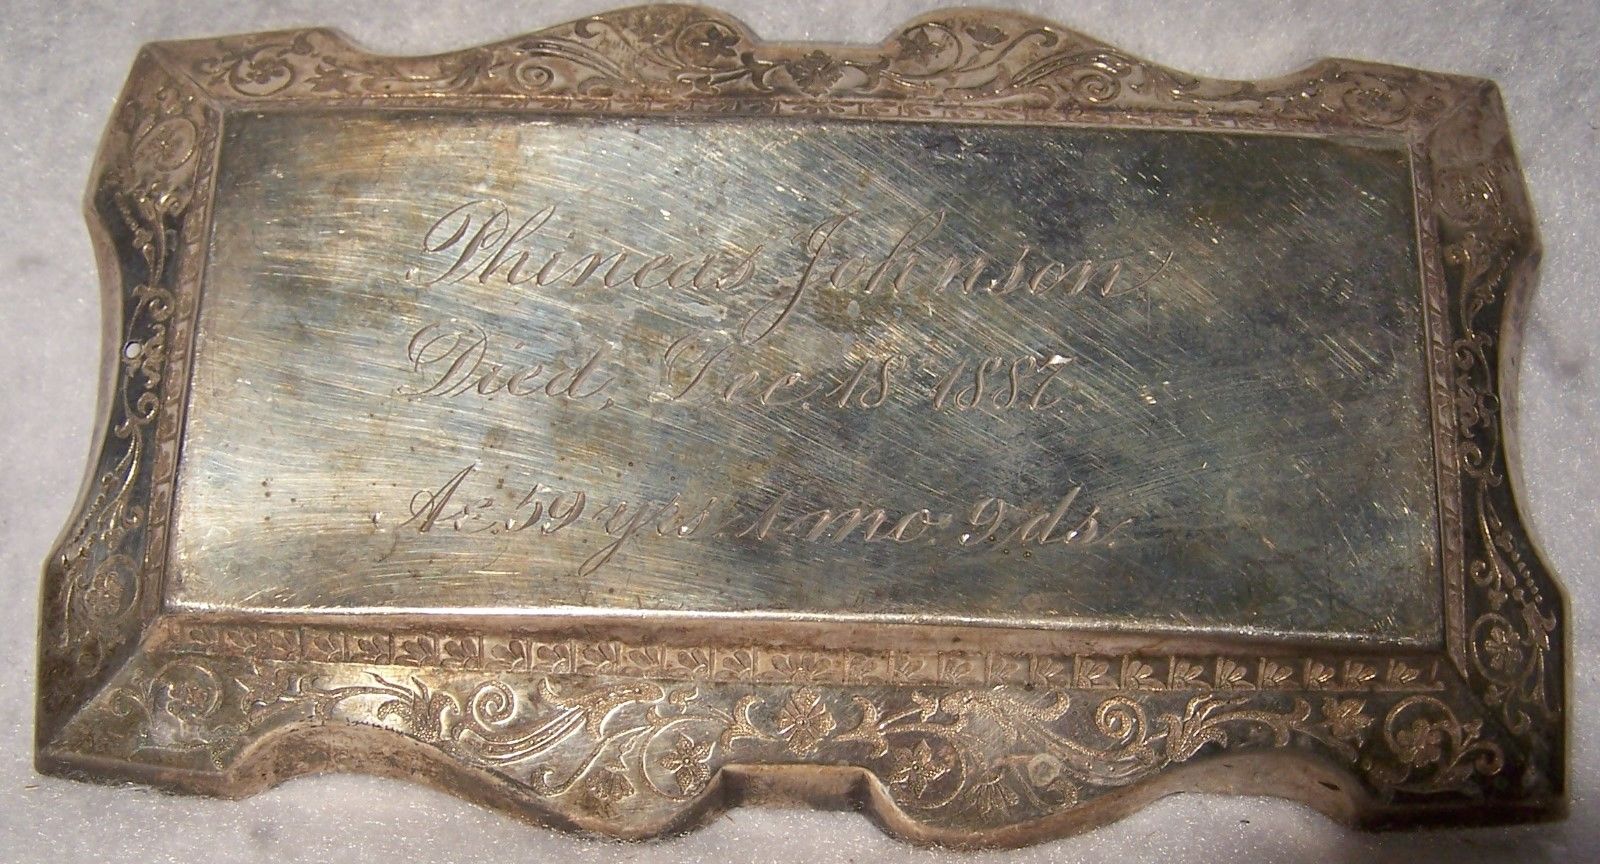 Phineas Johnson
Died, Dec. 18 1887.
Ae. 59 yrs. 1 mo. 9 ds.